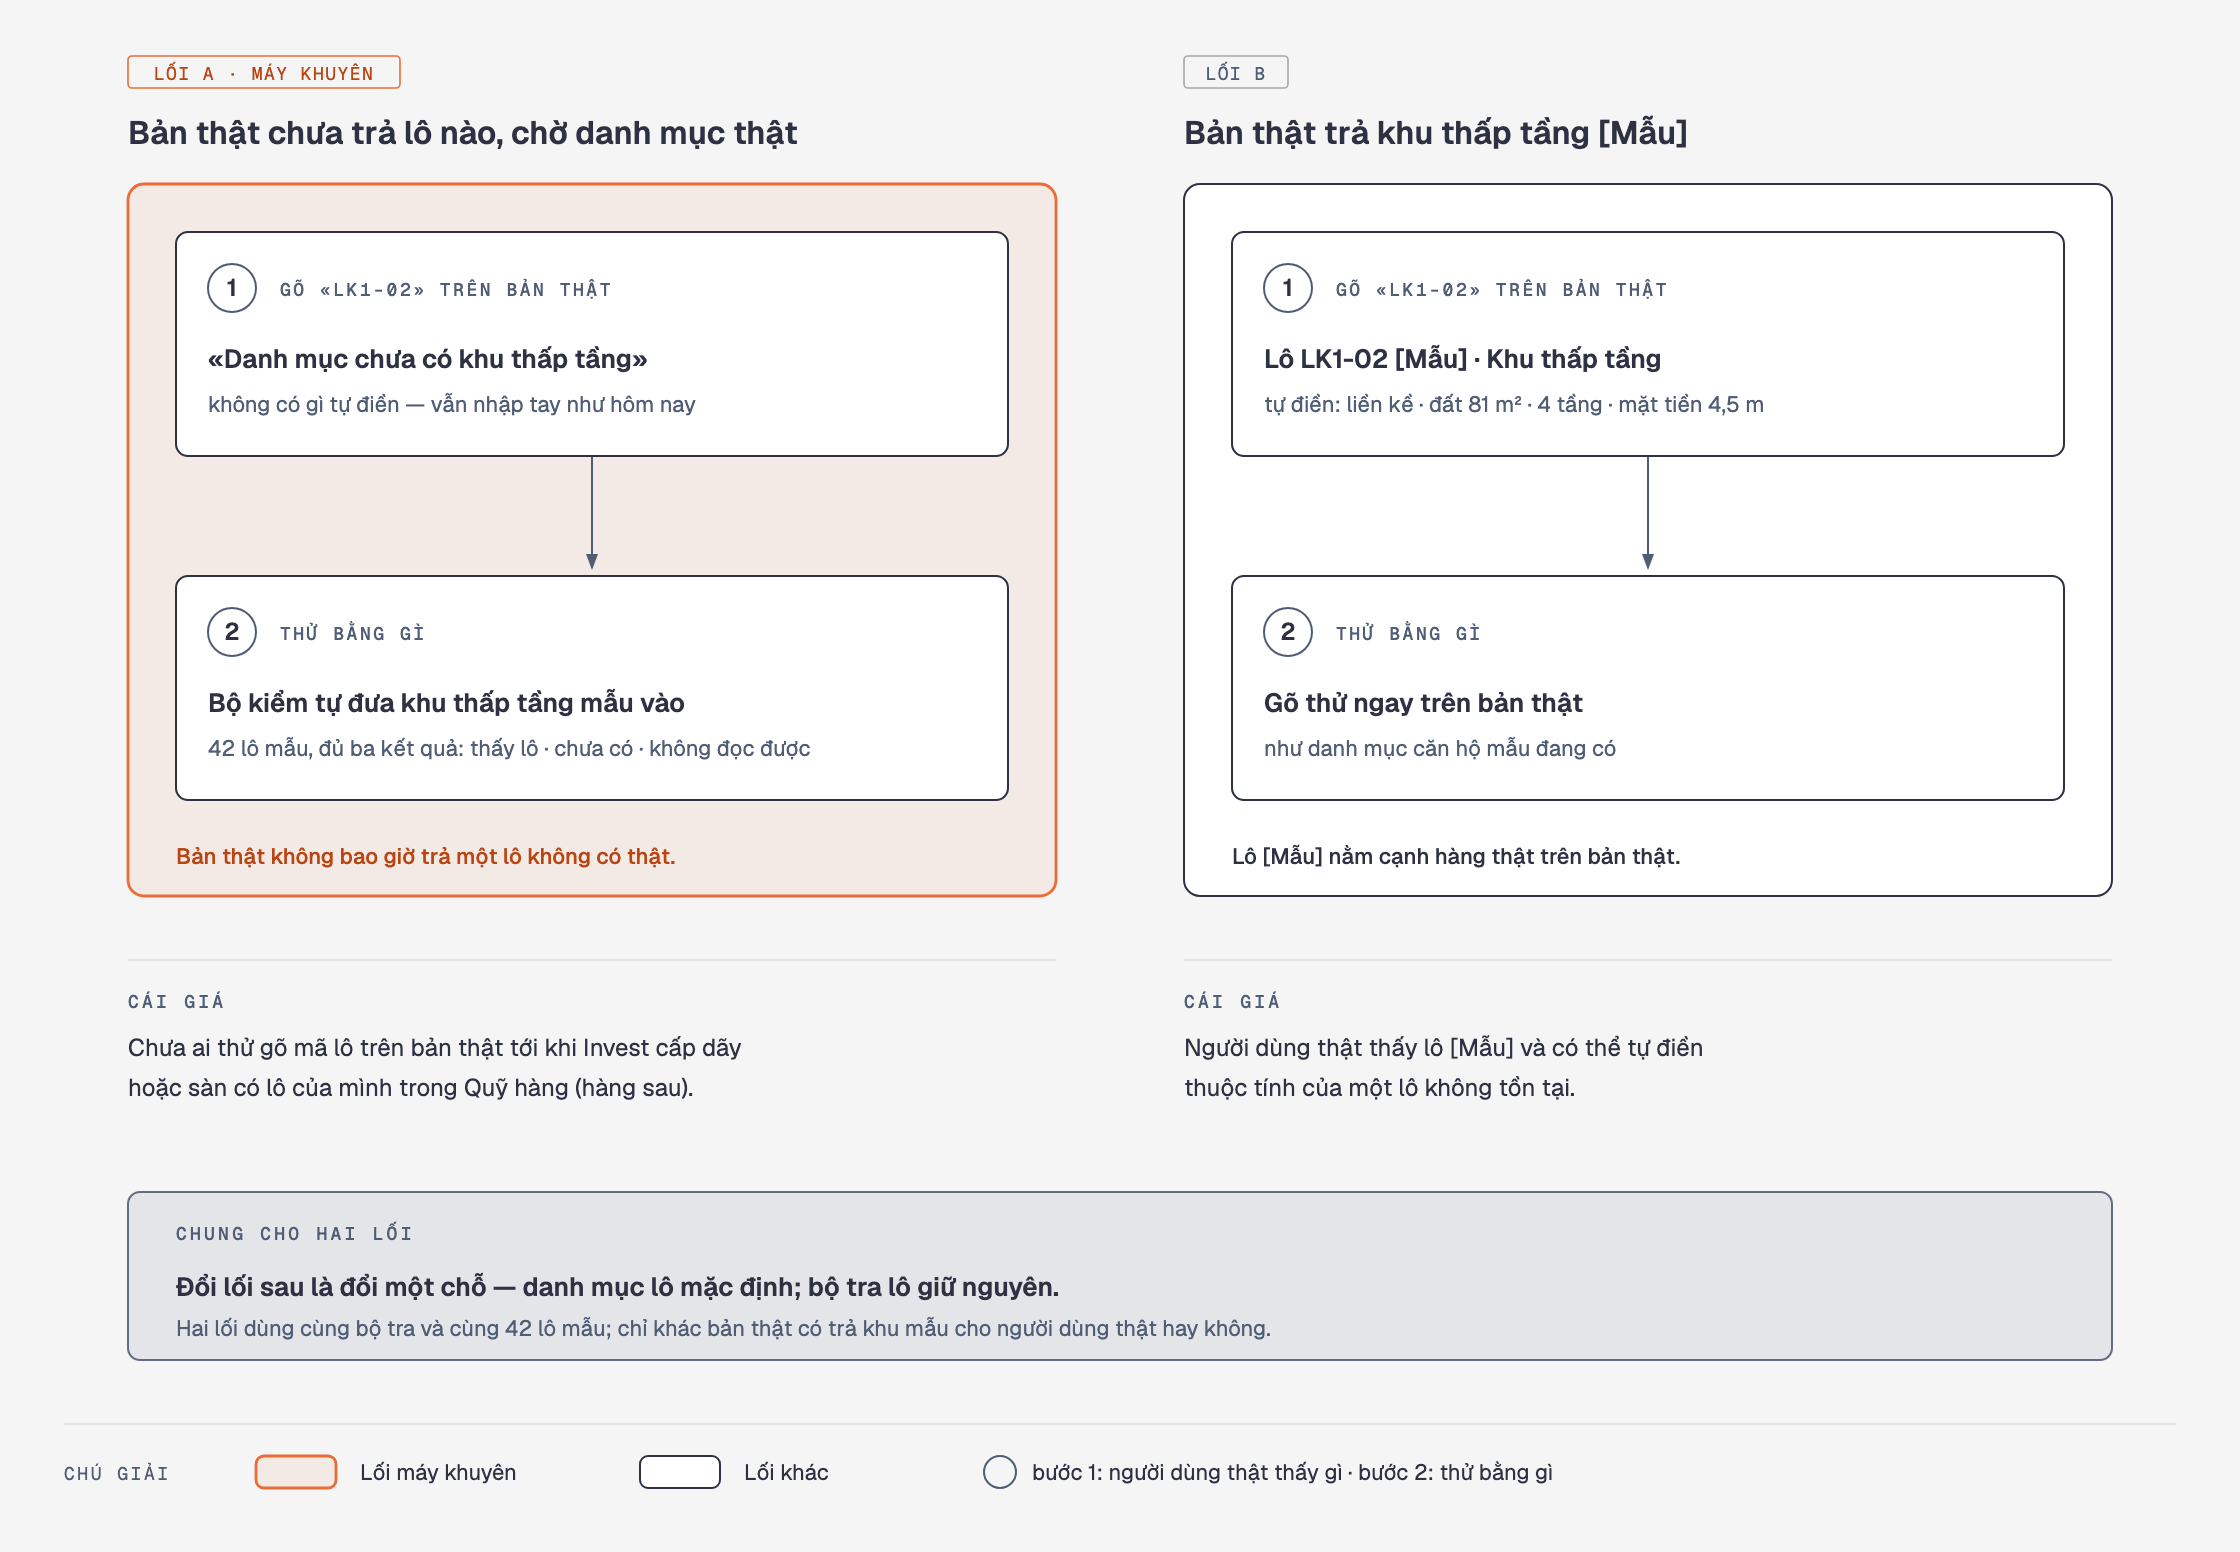 LỐI A · MÁY KHUYÊN
Bản thật chưa trả lô nào, chờ danh mục thật
1
GÕ «LK1-02» TRÊN BẢN THẬT
«Danh mục chưa có khu thấp tầng»
không có gì tự điền — vẫn nhập tay như hôm nay
2
THỬ BẰNG GÌ
Bộ kiểm tự đưa khu thấp tầng mẫu vào
42 lô mẫu, đủ ba kết quả: thấy lô · chưa có · không đọc được
Bản thật không bao giờ trả một lô không có thật.
CÁI GIÁ
Chưa ai thử gõ mã lô trên bản thật tới khi Invest cấp dãy
hoặc sàn có lô của mình trong Quỹ hàng (hàng sau).
LỐI B
Bản thật trả khu thấp tầng [Mẫu]
1
GÕ «LK1-02» TRÊN BẢN THẬT
Lô LK1-02 [Mẫu] · Khu thấp tầng
tự điền: liền kề · đất 81 m² · 4 tầng · mặt tiền 4,5 m
2
THỬ BẰNG GÌ
Gõ thử ngay trên bản thật
như danh mục căn hộ mẫu đang có
Lô [Mẫu] nằm cạnh hàng thật trên bản thật.
CÁI GIÁ
Người dùng thật thấy lô [Mẫu] và có thể tự điền
thuộc tính của một lô không tồn tại.
CHUNG CHO HAI LỐI
Đổi lối sau là đổi một chỗ — danh mục lô mặc định; bộ tra lô giữ nguyên.
Hai lối dùng cùng bộ tra và cùng 42 lô mẫu; chỉ khác bản thật có trả khu mẫu cho người dùng thật hay không.
CHÚ GIẢI
Lối máy khuyên
Lối khác
bước 1: người dùng thật thấy gì · bước 2: thử bằng gì